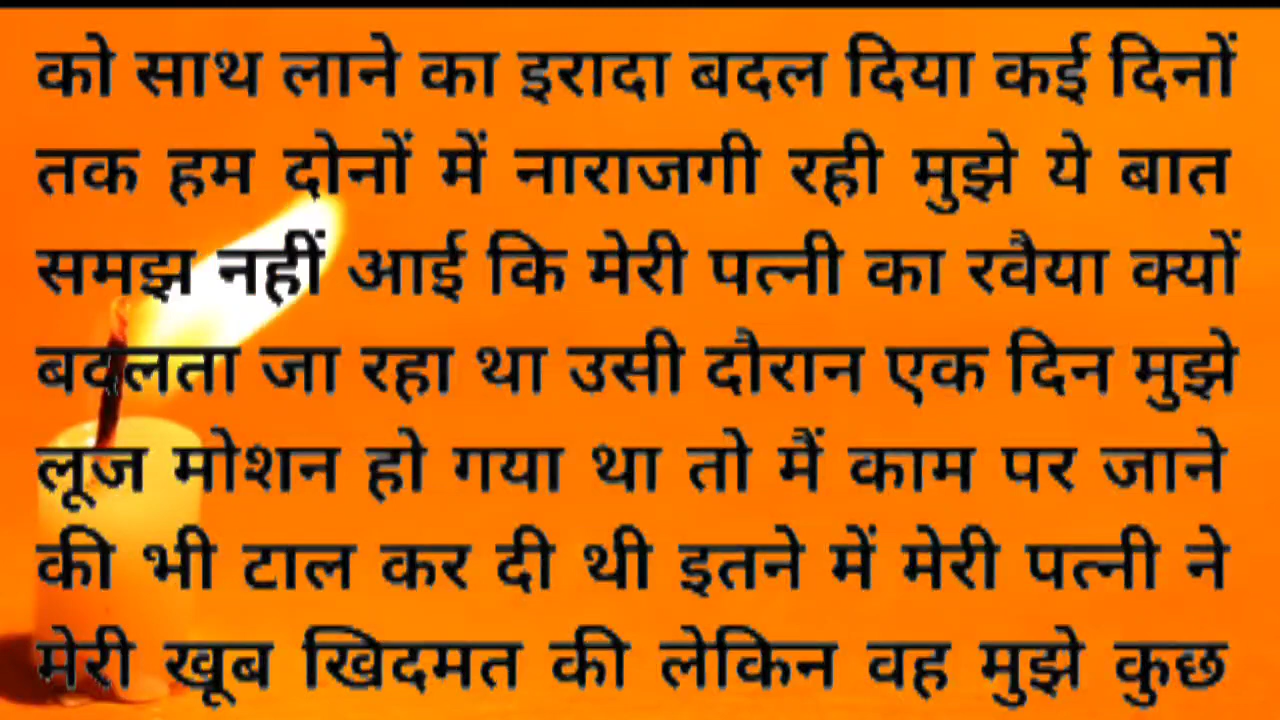 को साथ लाने का इरादा बदल दिया कई दिनों
तक हम दोनों में नाराजगी रही मुझे ये बात
समझ नहीं आई कि मेरी पत्नी का रवैया क्यों
बदलता जा रहा था उसी दौरान एक दिन मुझे
लूज मोशन हो गया था तो मैं काम पर जाने
की भी टाल कर दी थी इतने में मेरी पत्नी ने
मेरी खूब खिदमत की लेकिन वह मुझे कुछ